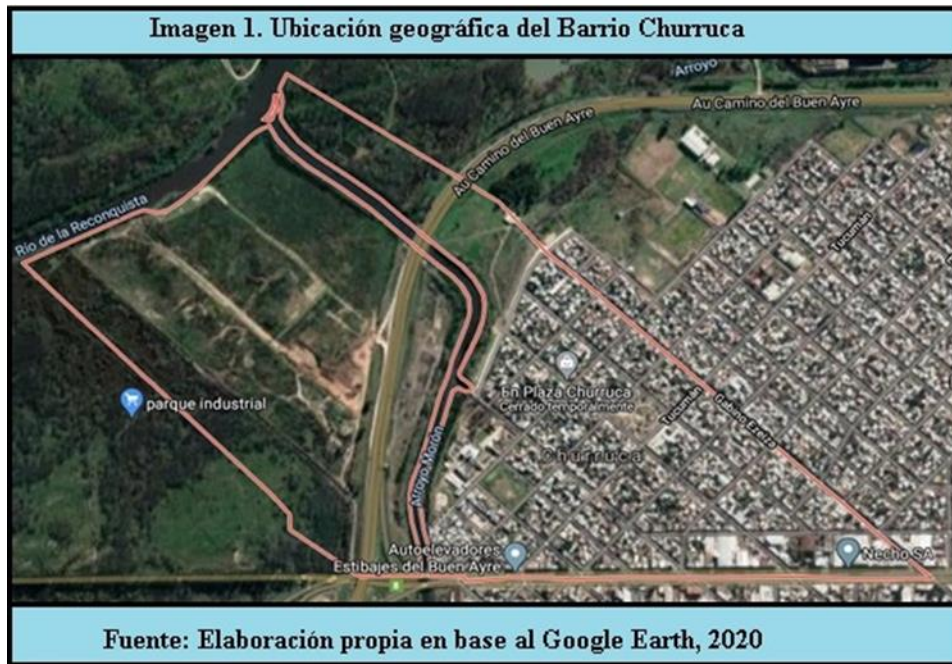 Imagen 1. Ubicación geográfica del Barrio Churruca
Arroyo
Au Camino del Buen Ayre
Au Camino del Buen Ayre
Río de la Reconquista
Tucumán
En Plaza Churruca
Cerrado temporalmente
parque industrial
Tucumán
Gabino Ezeiza
Churruca
Arroyo Morón
Autoelevadores
Estibajes del Buen Ayre
Necho SA
Fuente: Elaboración propia en base al Google Earth, 2020